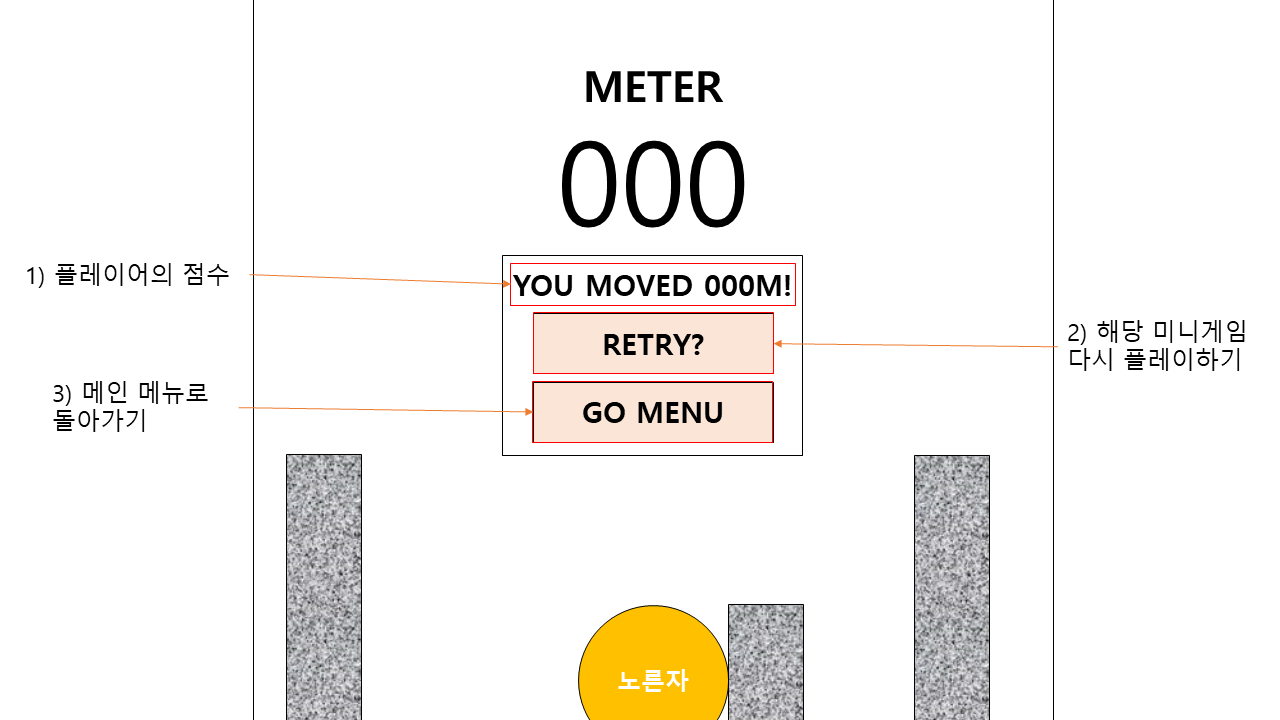 METER
000
1) 플레이어의 점수
YOU MOVED 000M!
RETRY?
2) 해당 미니게임
다시 플레이하기
3) 메인 메뉴로
돌아가기
GO MENU
노른자